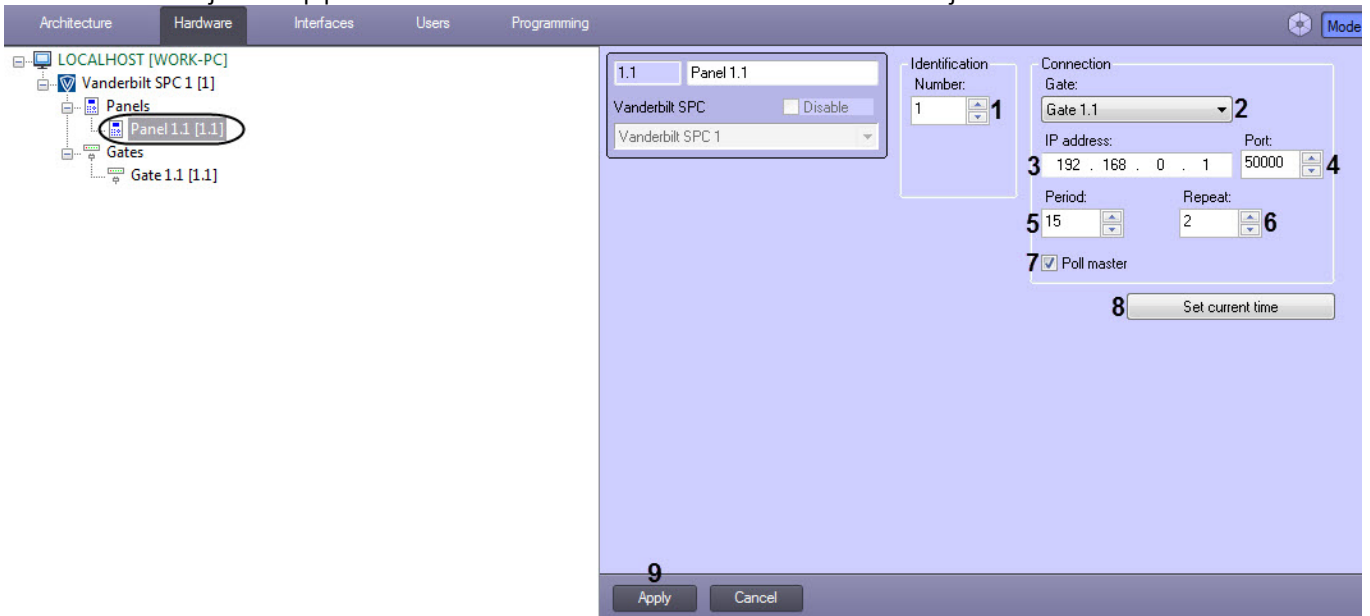 Architecture Hardware Interfaces Users Programming Mode
LOCALHOST [WORK-PC]
Vanderbilt SPC 1 [1]
Panels
Panel 1.1 [1.1]
Gates
Gate 1.1 [1.1]
1.1 Panel 1.1
Vanderbilt SPC Disable
Vanderbilt SPC 1
Identification
Number:
1 1
Connection
Gate:
Gate 1.1 2
IP address: Port:
3 192 . 168 . 0 . 1 50000 4
Period: Repeat:
5 15 2 6
7 Poll master
8 Set current time
9
Apply Cancel